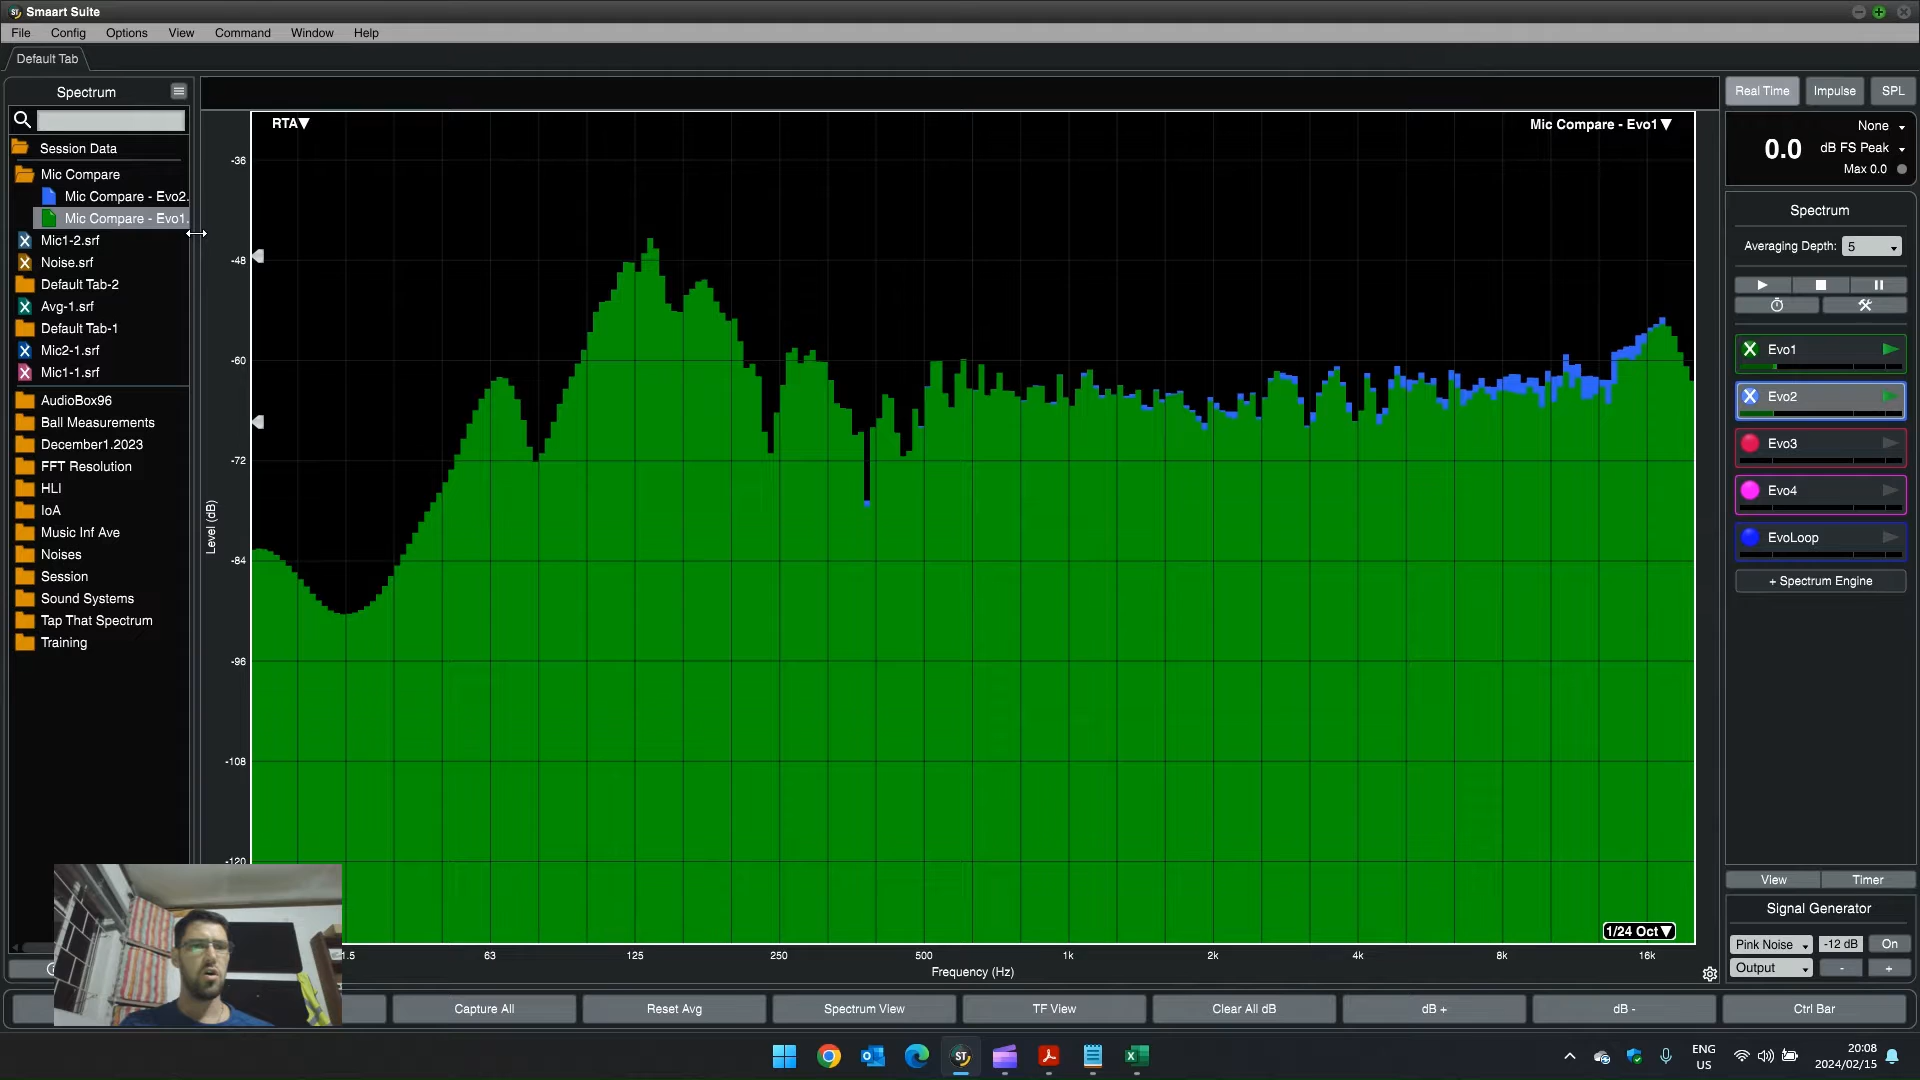 Smaart Suite
File Config Options View Command Window Help
Default Tab
Spectrum
Session Data
Mic Compare
Mic Compare - Evo2.
Mic Compare - Evo1.
Mic1-2.srf
Noise.srf
Default Tab-2
Avg-1.srf
Default Tab-1
Mic2-1.srf
Mic1-1.srf
AudioBox96
Ball Measurements
December1.2023
FFT Resolution
HLI
IoA
Music Inf Ave
Noises
Session
Sound Systems
Tap That Spectrum
Training
RTA▼
Mic Compare - Evo1▼
-36
-48
-60
-72
-84
-96
-108
-120
Level (dB)
1/24 Oct▼
1.5 63 125 250 500 1k 2k 4k 8k 16k
Frequency (Hz)
Real Time Impulse SPL
None
0.0 dB FS Peak
Max 0.0
Spectrum
Averaging Depth: 5
Evo1
Evo2
Evo3
Evo4
EvoLoop
+ Spectrum Engine
View Timer
Signal Generator
Pink Noise -12 dB On
Output - +
Capture All Reset Avg Spectrum View TF View Clear All dB dB + dB - Ctrl Bar
ENG
US
20:08
2024/02/15